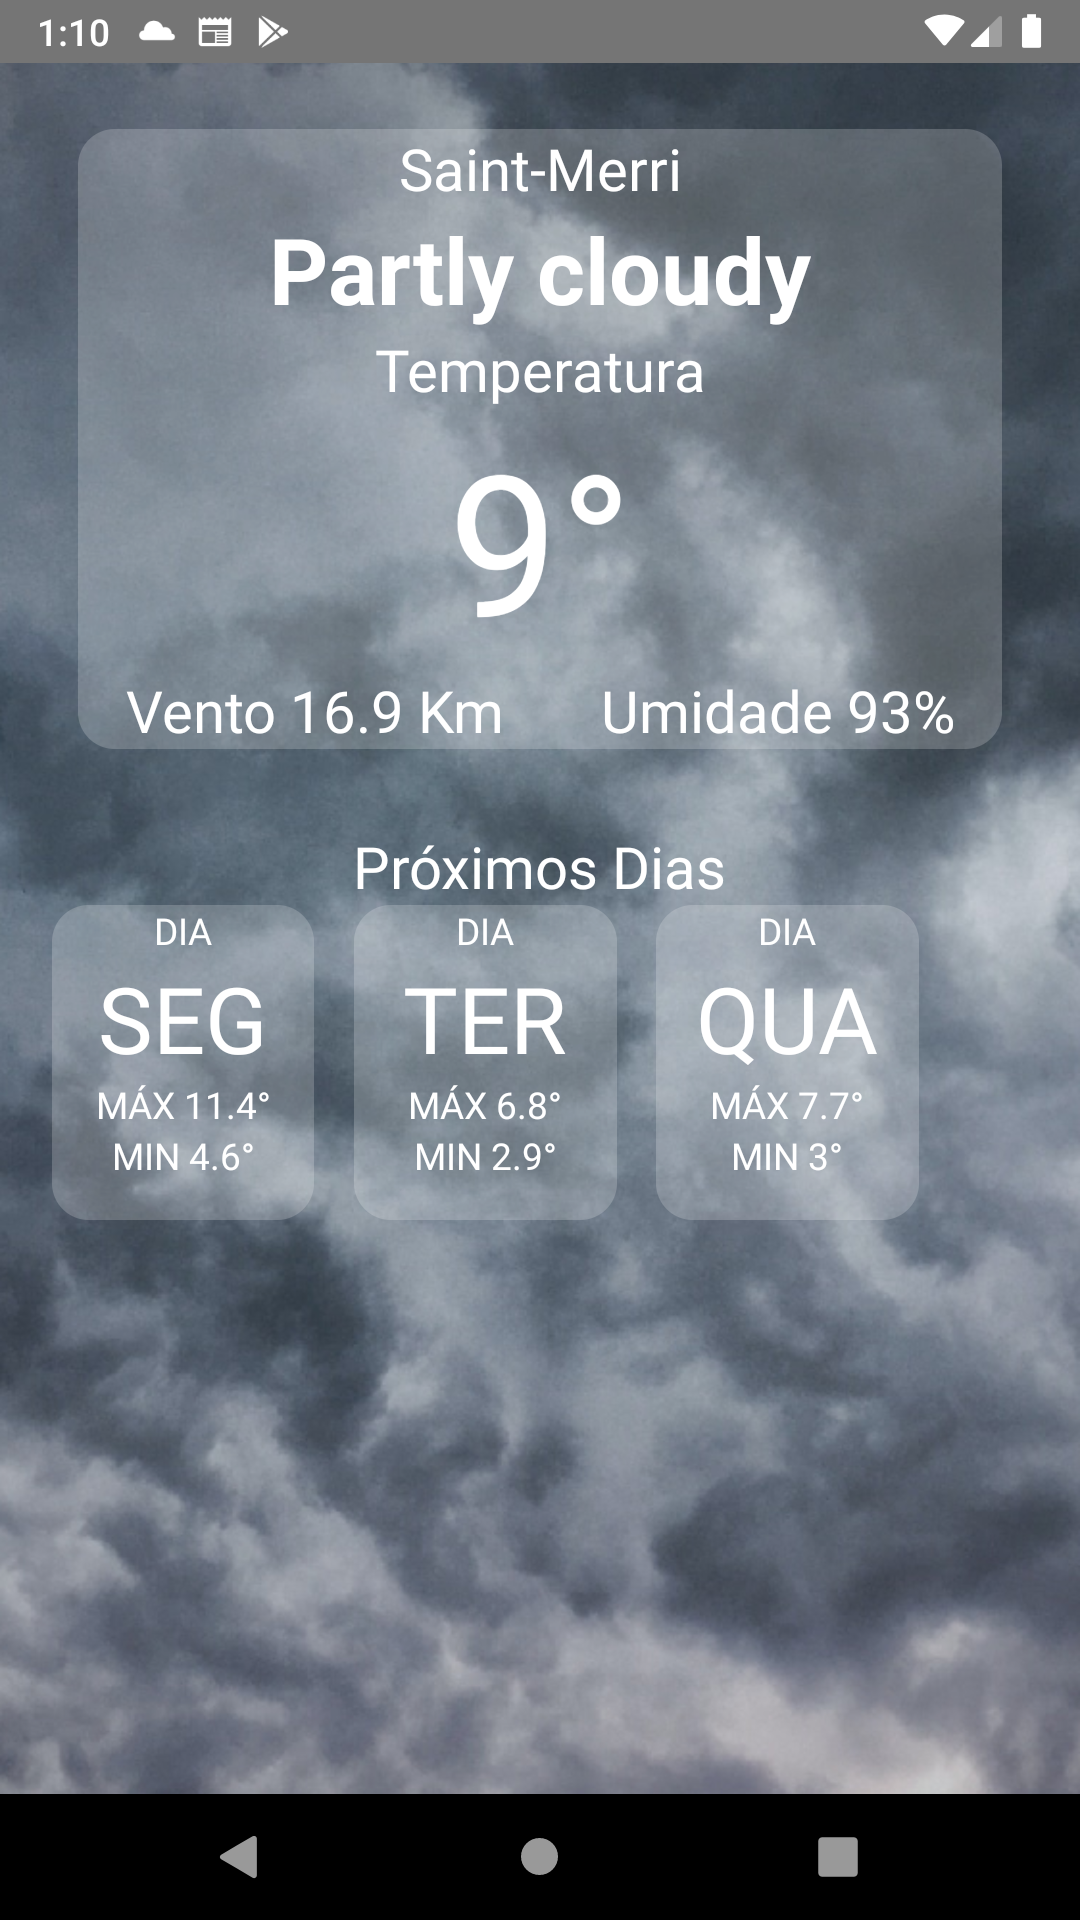 1:10
Saint-Merri
Partly cloudy
Temperatura
9°
Vento 16.9 Km Umidade 93%
Próximos Dias
DIA DIA DIA
SEG TER QUA
MÁX 11.4° MÁX 6.8° MÁX 7.7°
MIN 4.6° MIN 2.9° MIN 3°